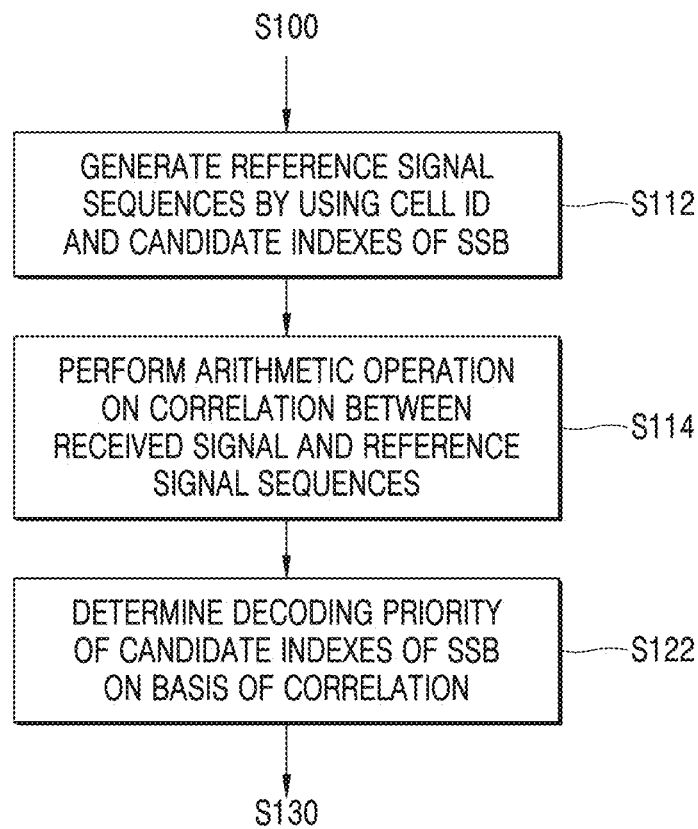 S100
GENERATE REFERENCE SIGNAL
SEQUENCES BY USING CELL ID
AND CANDIDATE INDEXES OF SSB
S112
PERFORM ARITHMETIC OPERATION
ON CORRELATION BETWEEN
RECEIVED SIGNAL AND REFERENCE
SIGNAL SEQUENCES
S114
DETERMINE DECODING PRIORITY
OF CANDIDATE INDEXES OF SSB
ON BASIS OF CORRELATION
S122
S130